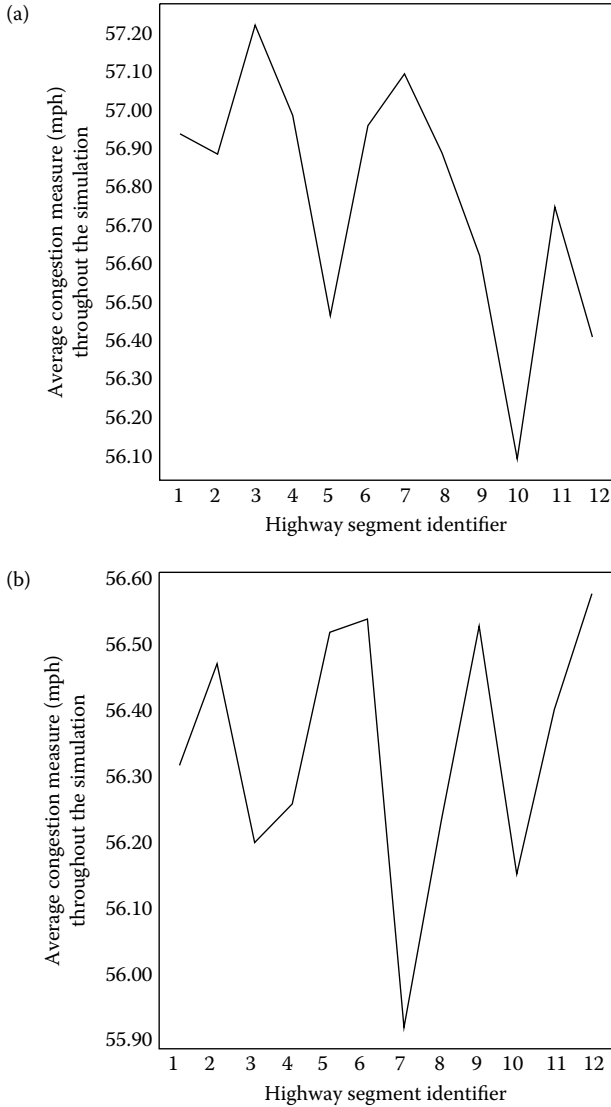 (a)
Average congestion measure (mph)
throughout the simulation
57.20
57.10
57.00
56.90
56.80
56.70
56.60
56.50
56.40
56.30
56.20
56.10
1 2 3 4 5 6 7 8 9 10 11 12
Highway segment identifier
(b)
Average congestion measure (mph)
throughout the simulation
56.60
56.50
56.40
56.30
56.20
56.10
56.00
55.90
1 2 3 4 5 6 7 8 9 10 11 12
Highway segment identifier